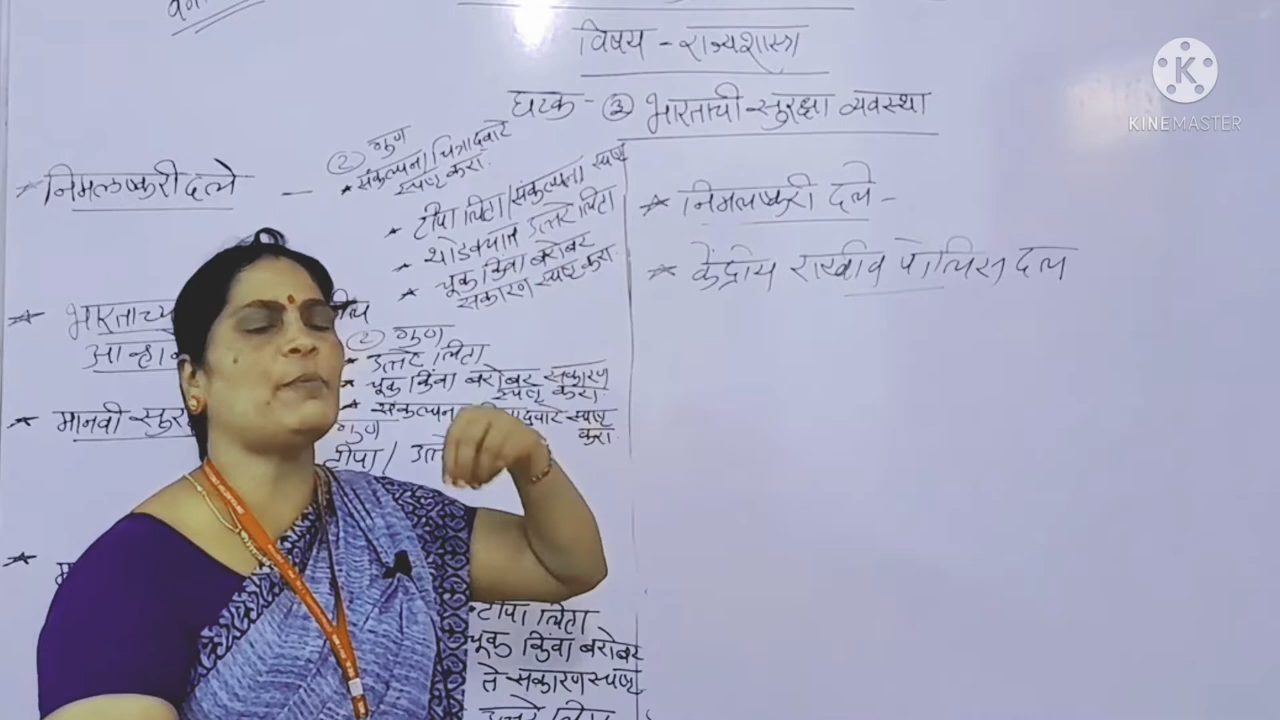 विषय - राज्यशास्त्र
घटक - ③ भारताची सुरक्षा व्यवस्था
* निमलष्करी दले -
② गुण
* संकल्पना चित्राद्वारे
स्पष्ट करा.
* टीपा लिहा / संकल्पना स्पष्ट
* थोडक्यात उत्तरे लिहा
* चूक किंवा बरोबर
सकारण स्पष्ट करा.
* भारताच्या
② गुण
* उत्तरे लिहा
* चूक किंवा बरोबर सकारण
स्पष्ट करा.
* मानवी
* संकल्पना स्पष्ट
करा.
गुण
टीपा /
* टीपा लिहा
चूक किंवा बरोबर
ते सकारण स्पष्ट
* निमलष्करी दले -
* केंद्रीय राखीव पोलिस दल
KINEMASTER